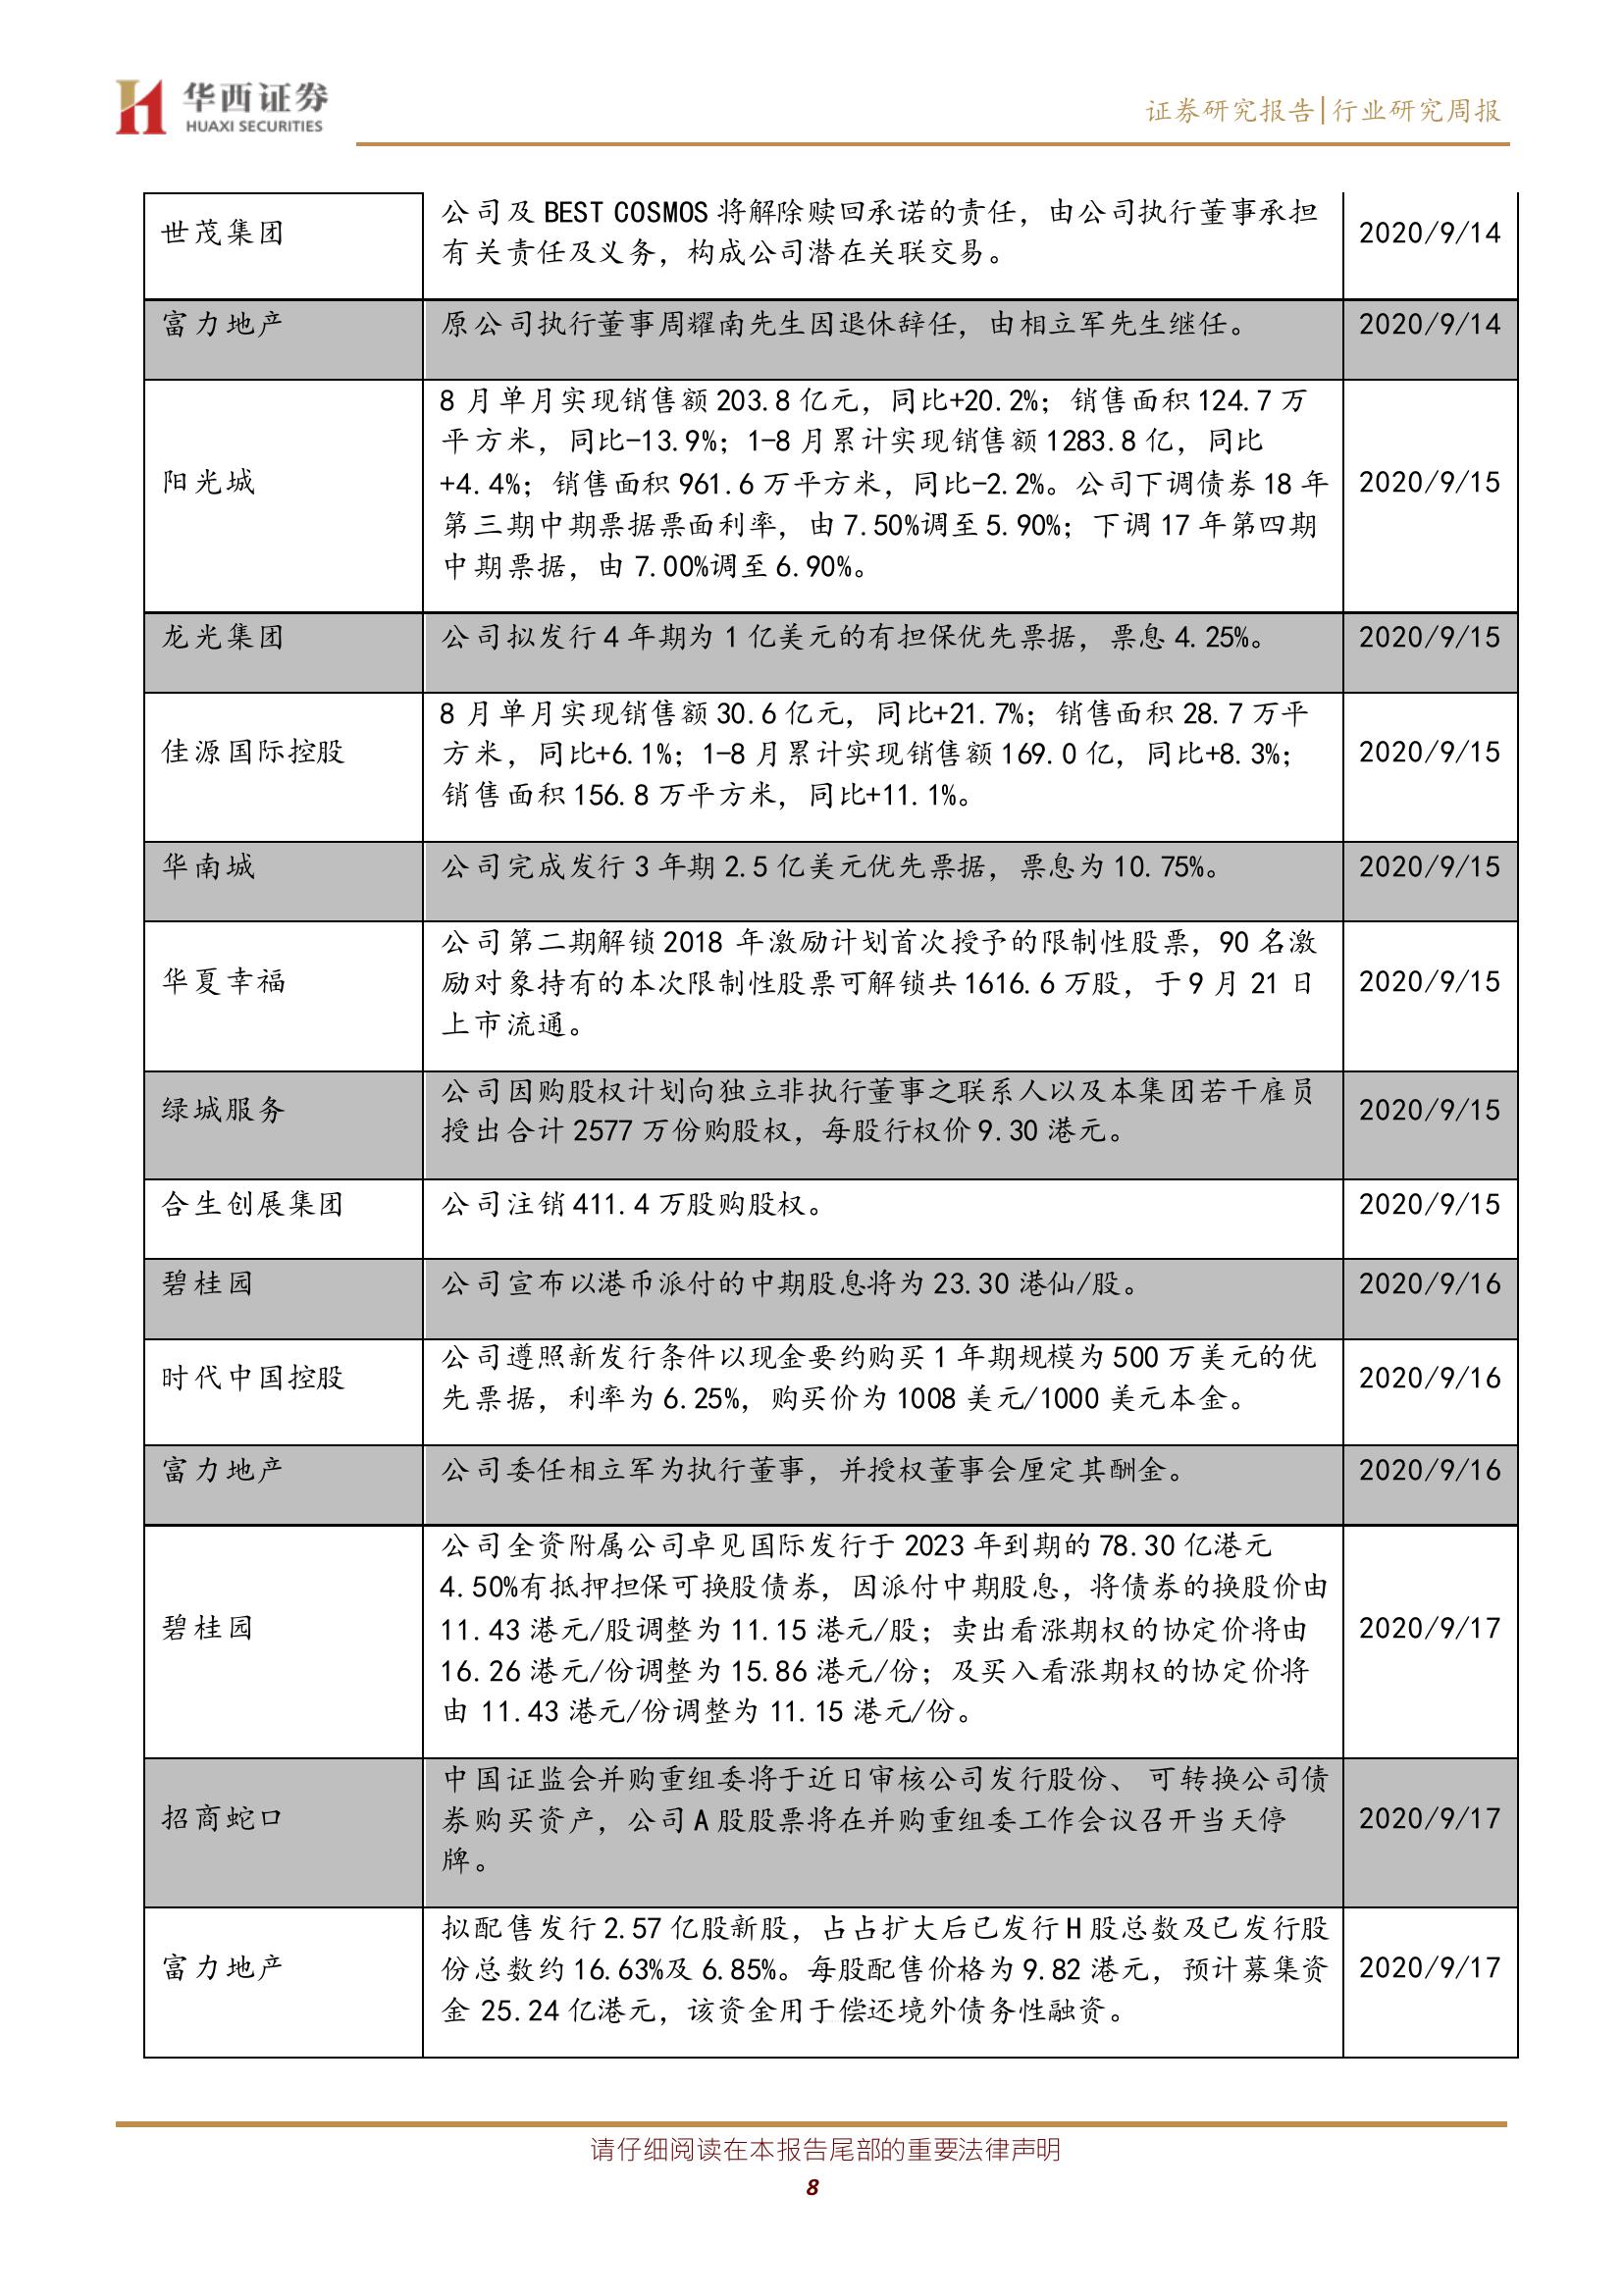 华西证券
HUAXI SECURITIES
证券研究报告|行业研究周报
世茂集团
公司及 BEST COSMOS 将解除赎回承诺的责任，由公司执行董事承担
有关责任及义务，构成公司潜在关联交易。
2020/9/14
富力地产
原公司执行董事周耀南先生因退休辞任，由相立军先生继任。
2020/9/14
阳光城
8 月单月实现销售额 203.8 亿元，同比+20.2%；销售面积 124.7 万
平方米，同比-13.9%；1-8 月累计实现销售额 1283.8 亿，同比
+4.4%；销售面积 961.6 万平方米，同比-2.2%。公司下调债券 18 年
第三期中期票据票面利率，由 7.50%调至 5.90%；下调 17 年第四期
中期票据，由 7.00%调至 6.90%。
2020/9/15
龙光集团
公司拟发行 4 年期为 1 亿美元的有担保优先票据，票息 4.25%。
2020/9/15
佳源国际控股
8 月单月实现销售额 30.6 亿元，同比+21.7%；销售面积 28.7 万平
方米，同比+6.1%；1-8 月累计实现销售额 169.0 亿，同比+8.3%；
销售面积 156.8 万平方米，同比+11.1%。
2020/9/15
华南城
公司完成发行 3 年期 2.5 亿美元优先票据，票息为 10.75%。
2020/9/15
华夏幸福
公司第二期解锁 2018 年激励计划首次授予的限制性股票，90 名激
励对象持有的本次限制性股票可解锁共 1616.6 万股，于 9 月 21 日
上市流通。
2020/9/15
绿城服务
公司因购股权计划向独立非执行董事之联系人以及本集团若干雇员
授出合计 2577 万份购股权，每股行权价 9.30 港元。
2020/9/15
合生创展集团
公司注销 411.4 万股购股权。
2020/9/15
碧桂园
公司宣布以港币派付的中期股息将为 23.30 港仙/股。
2020/9/16
时代中国控股
公司遵照新发行条件以现金要约购买 1 年期规模为 500 万美元的优
先票据，利率为 6.25%，购买价为 1008 美元/1000 美元本金。
2020/9/16
富力地产
公司委任相立军为执行董事，并授权董事会厘定其酬金。
2020/9/16
碧桂园
公司全资附属公司卓见国际发行于 2023 年到期的 78.30 亿港元
4.50%有抵押担保可换股债券，因派付中期股息，将债券的换股价由
11.43 港元/股调整为 11.15 港元/股；卖出看涨期权的协定价将由
16.26 港元/份调整为 15.86 港元/份；及买入看涨期权的协定价将
由 11.43 港元/份调整为 11.15 港元/份。
2020/9/17
招商蛇口
中国证监会并购重组委将于近日审核公司发行股份、 可转换公司债
券购买资产，公司 A 股股票将在并购重组委工作会议召开当天停
牌。
2020/9/17
富力地产
拟配售发行 2.57 亿股新股，占占扩大后已发行 H 股总数及已发行股
份总数约 16.63%及 6.85%。每股配售价格为 9.82 港元，预计募集资
金 25.24 亿港元，该资金用于偿还境外债务性融资。
2020/9/17
请仔细阅读在本报告尾部的重要法律声明
8